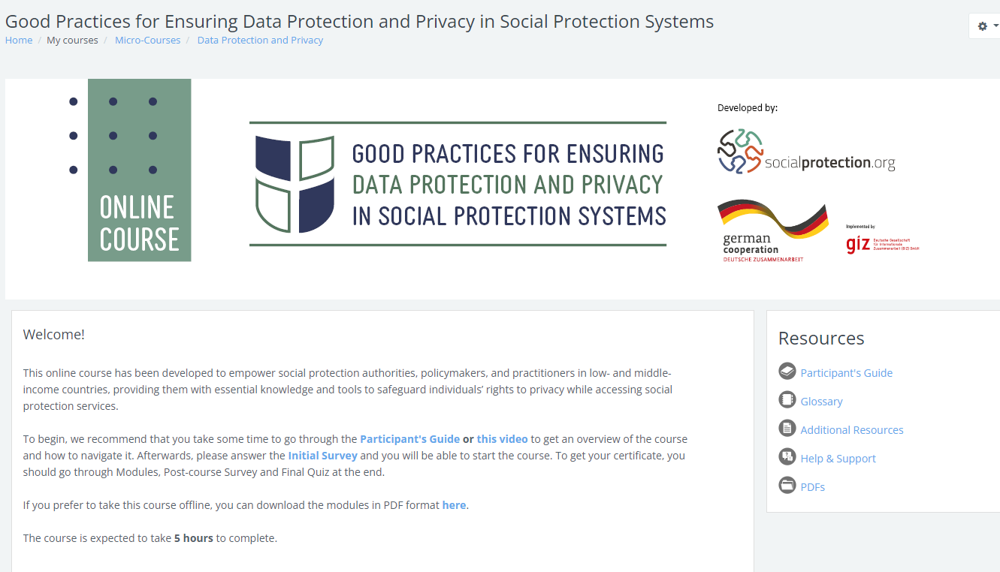 Good Practices for Ensuring Data Protection and Privacy in Social Protection Systems
Home / My courses / Micro-Courses / Data Protection and Privacy
ONLINE
COURSE
GOOD PRACTICES FOR ENSURING
DATA PROTECTION AND PRIVACY
IN SOCIAL PROTECTION SYSTEMS
Developed by:
socialprotection.org
german
cooperation
DEUTSCHE ZUSAMMENARBEIT
Implemented by
giz
Deutsche Gesellschaft
für Internationale
Zusammenarbeit (GIZ) GmbH
Welcome!
This online course has been developed to empower social protection authorities, policymakers, and practitioners in low- and middle-
income countries, providing them with essential knowledge and tools to safeguard individuals’ rights to privacy while accessing social
protection services.
To begin, we recommend that you take some time to go through the Participant's Guide or this video to get an overview of the course
and how to navigate it. Afterwards, please answer the Initial Survey and you will be able to start the course. To get your certificate, you
should go through Modules, Post-course Survey and Final Quiz at the end.
If you prefer to take this course offline, you can download the modules in PDF format here.
The course is expected to take 5 hours to complete.
Resources
Participant's Guide
Glossary
Additional Resources
Help & Support
PDFs